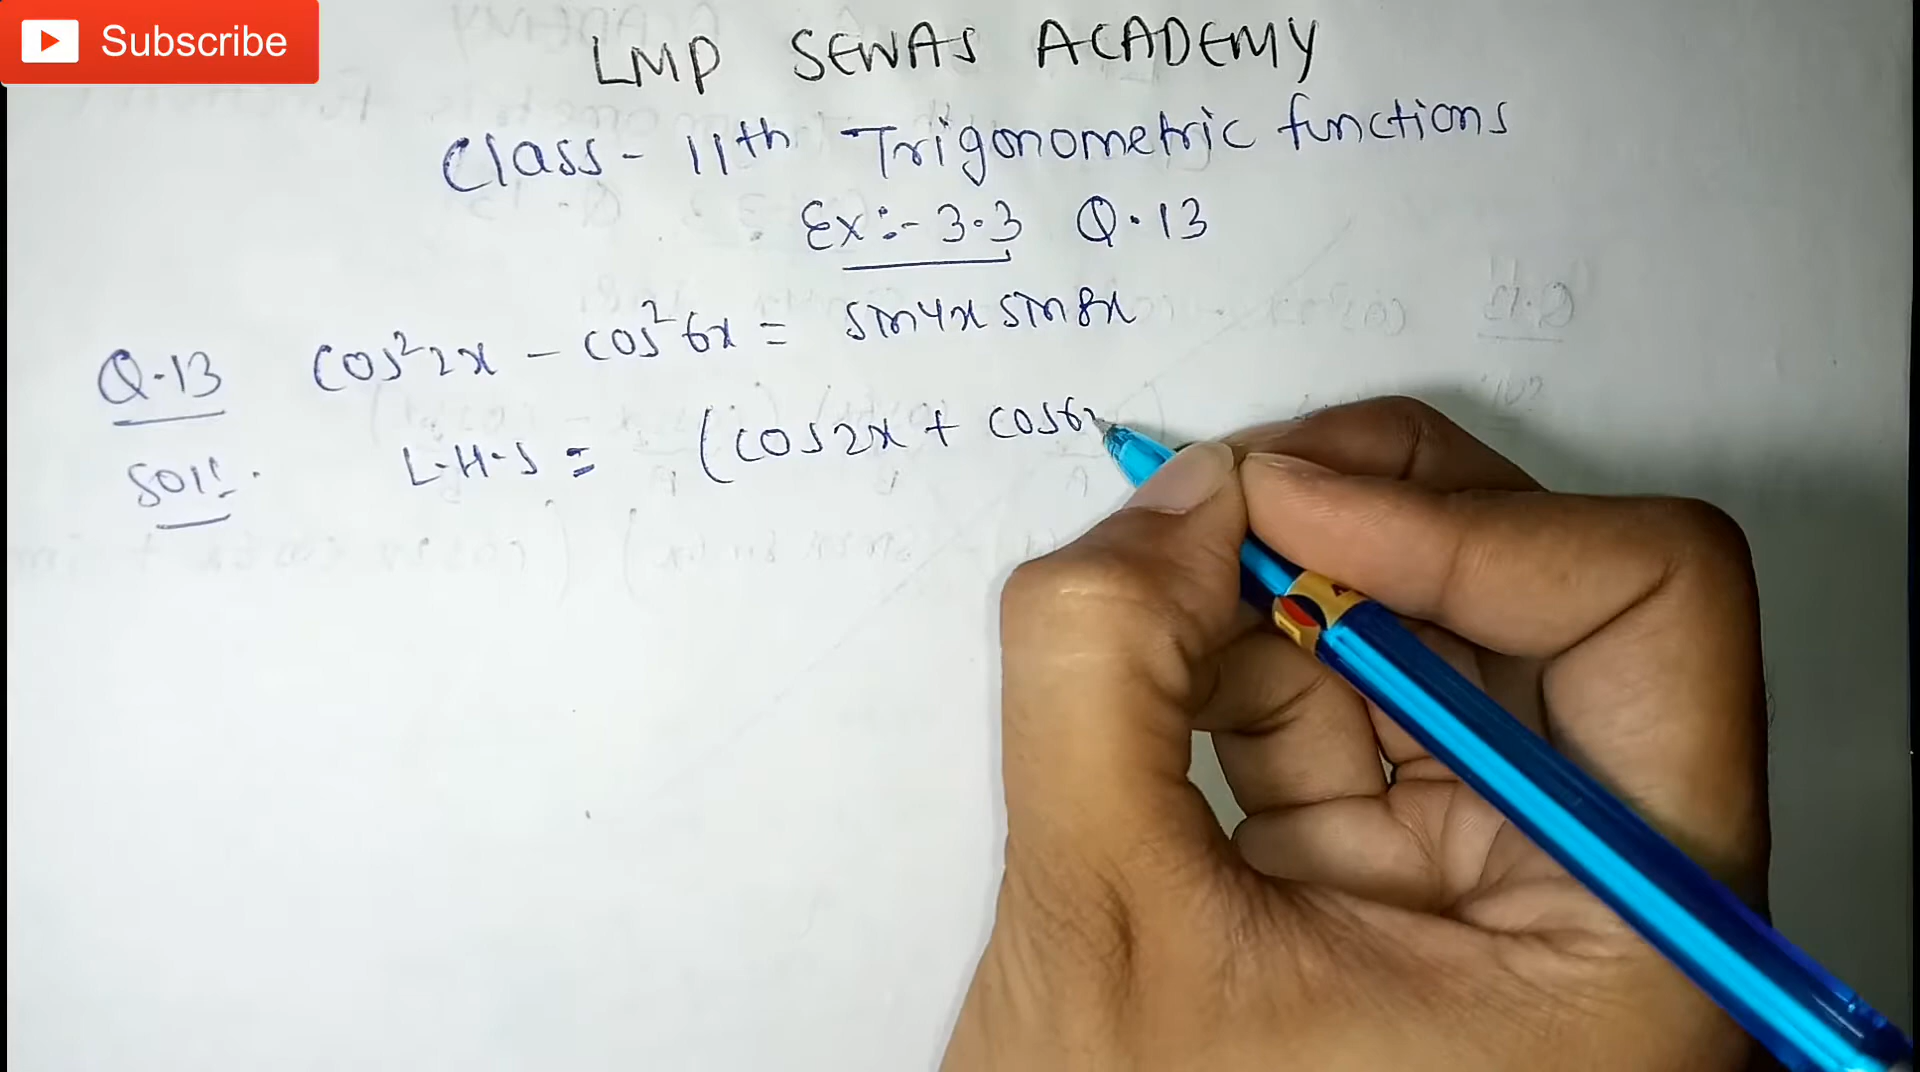 Subscribe
LMP SEWAS ACADEMY
Class - 11th Trigonometric functions
Ex:- 3.3 Q.13
Q.13 cos²2x - cos²6x = sin4x sin8x
Sol!. L.H.S = (cos2x + cos6x